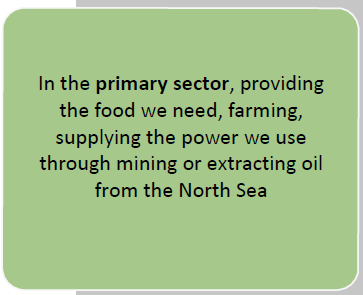 In the primary sector, providing
the food we need, farming,
supplying the power we use
through mining or extracting oil
from the North Sea